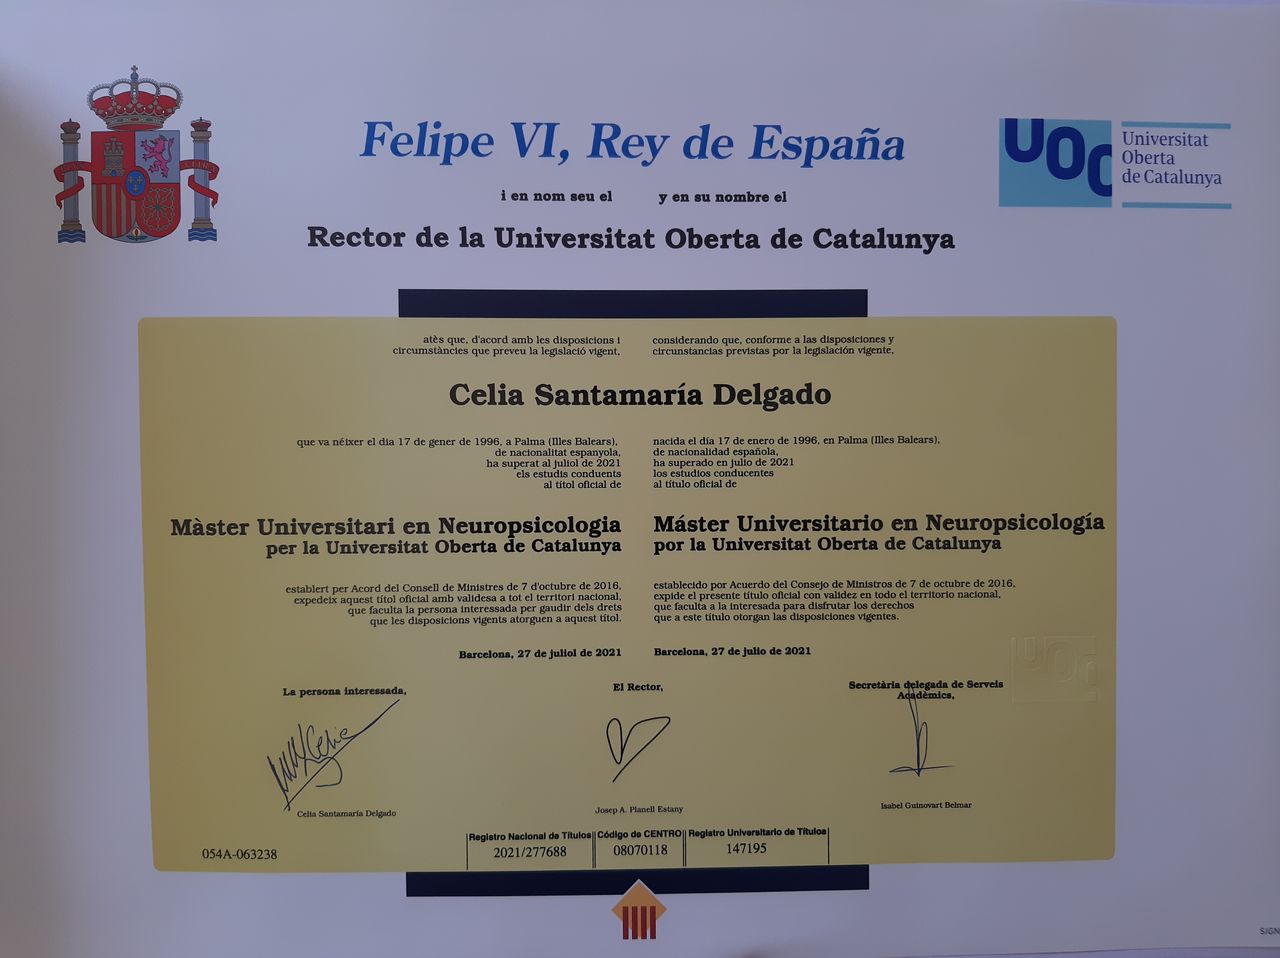 Felipe VI, Rey de España
i en nom seu el
y en su nombre el
Rector de la Universitat Oberta de Catalunya
UOC
Universitat
Oberta
de Catalunya
atès que, d'acord amb les disposicions i
circumstàncies que preveu la legislació vigent,
considerando que, conforme a las disposiciones y
circunstancias previstas por la legislación vigente,
Celia Santamaría Delgado
que va néixer el dia 17 de gener de 1996, a Palma (Illes Balears),
de nacionalitat espanyola,
ha superat al juliol de 2021
els estudis conduents
al títol oficial de
nacida el día 17 de enero de 1996, en Palma (Illes Balears),
de nacionalidad española,
ha superado en julio de 2021
los estudios conducentes
al título oficial de
Màster Universitari en Neuropsicologia
per la Universitat Oberta de Catalunya
Máster Universitario en Neuropsicología
por la Universitat Oberta de Catalunya
establert per Acord del Consell de Ministres de 7 d'octubre de 2016,
expedeix aquest títol oficial amb validesa a tot el territori nacional,
que faculta la persona interessada per gaudir dels drets
que les disposicions vigents atorguen a aquest títol.
establecido por Acuerdo del Consejo de Ministros de 7 de octubre de 2016,
expide el presente título oficial con validez en todo el territorio nacional,
que faculta a la interesada para disfrutar los derechos
que a este título otorgan las disposiciones vigentes.
Barcelona, 27 de juliol de 2021
Barcelona, 27 de julio de 2021
UOC
La persona interessada,
El Rector,
Secretària delegada de Serveis
Acadèmics,
Celia
Celia Santamaría Delgado
Josep A. Planell Estany
Isabel Guinovart Belmar
054A-063238
Registro Nacional de Títulos
2021/277688
Código de CENTRO
08070118
Registro Universitario de Títulos
147195
SIGN